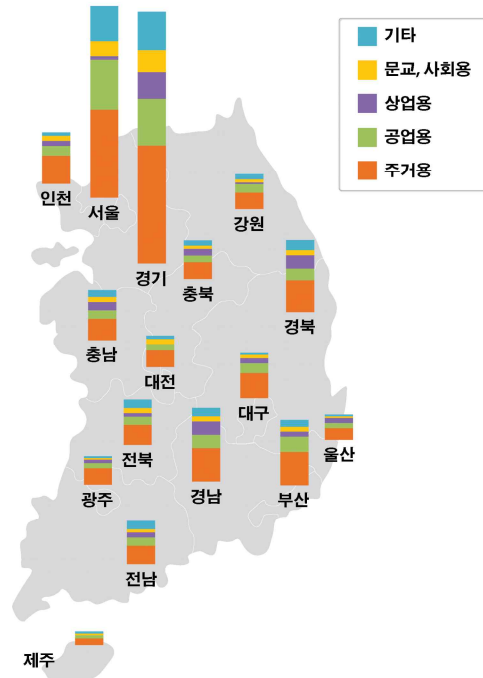 기타
문교, 사회용
상업용
공업용
주거용
인천
서울
경기
강원
충북
경북
충남
대전
대구
전북
경남
부산
울산
광주
전남
제주